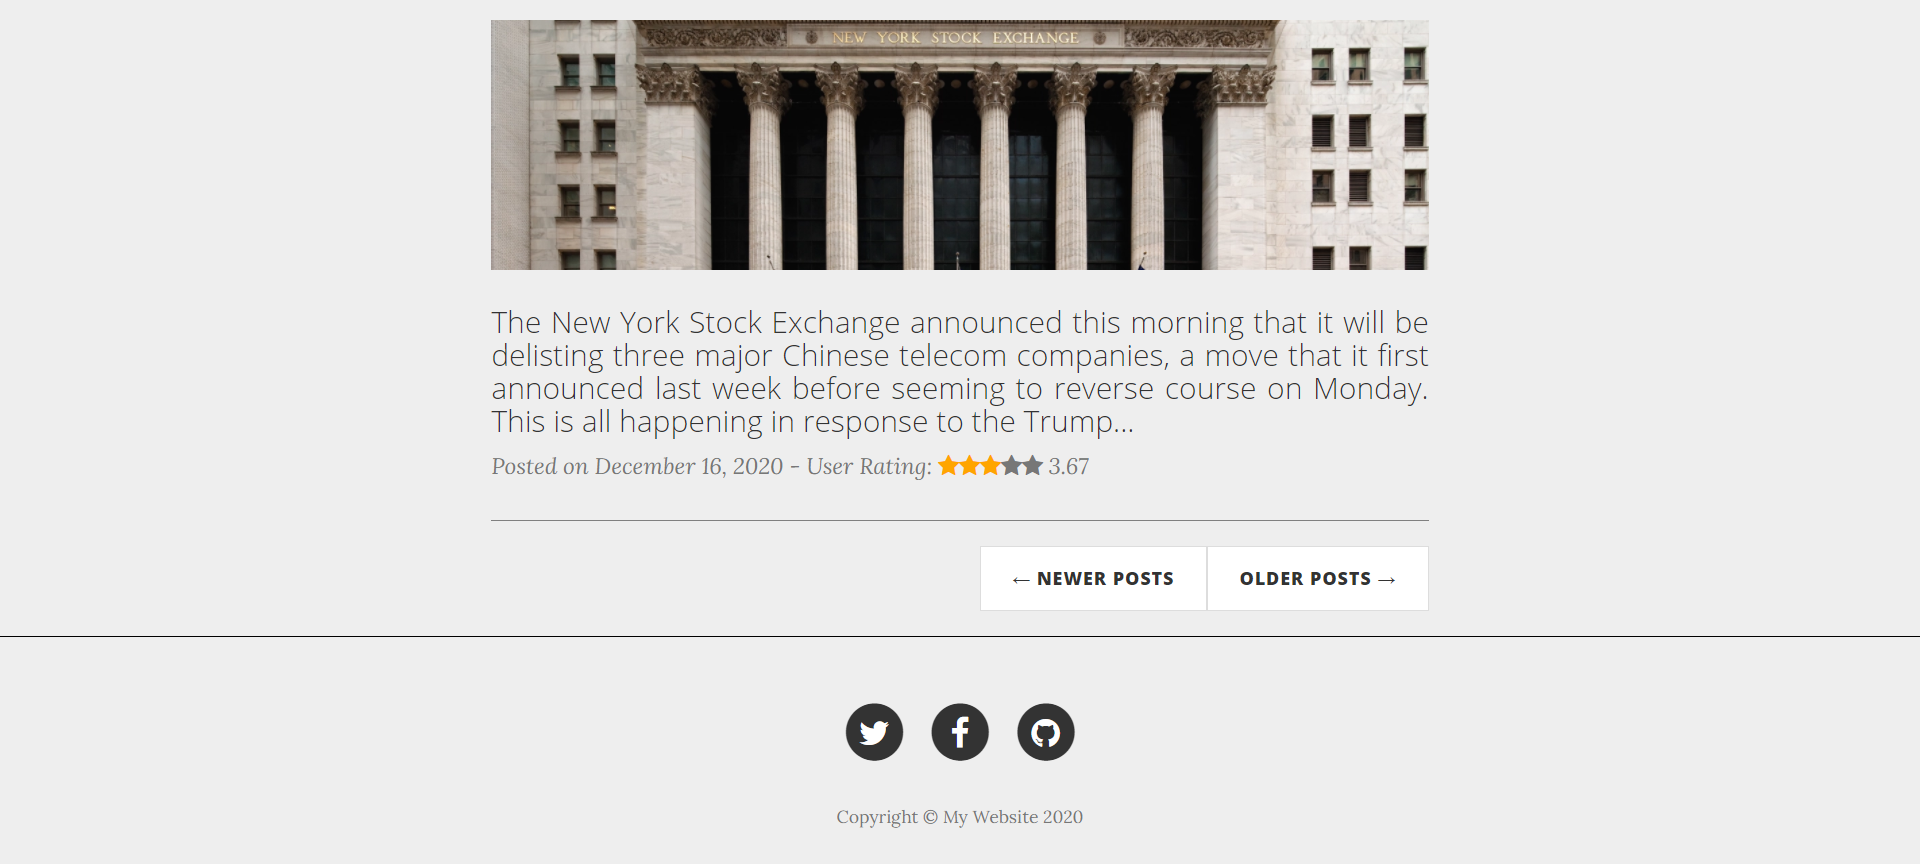 NEW YORK STOCK EXCHANGE
The New York Stock Exchange announced this morning that it will be
delisting three major Chinese telecom companies, a move that it first
announced last week before seeming to reverse course on Monday.
This is all happening in response to the Trump...
Posted on December 16, 2020 - User Rating: 3.67
← NEWER POSTS
OLDER POSTS →
Copyright © My Website 2020